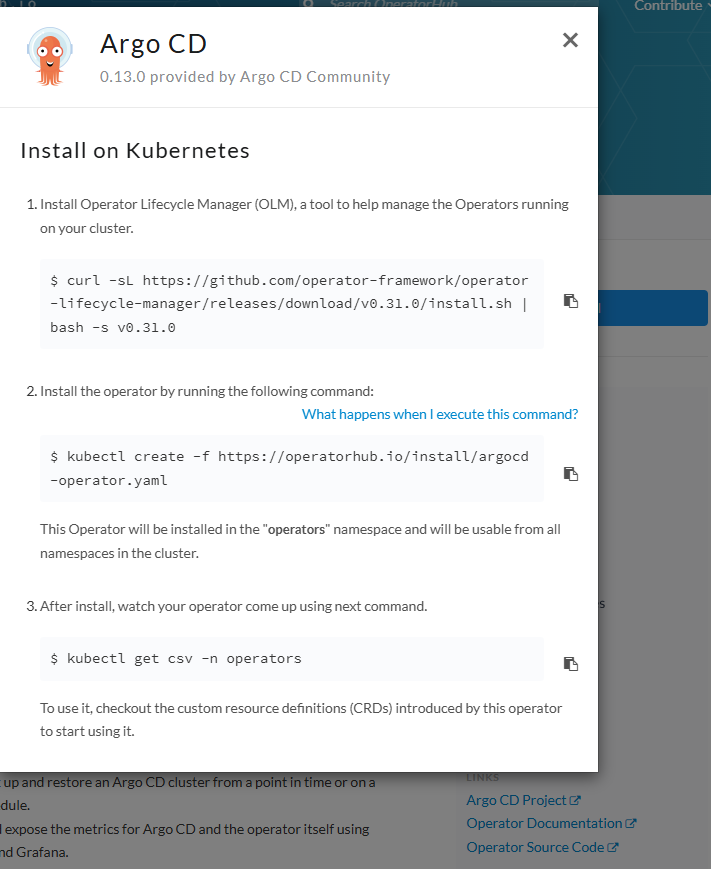 Search OperatorHub
Contribute
Argo CD
0.13.0 provided by Argo CD Community
Install on Kubernetes
1. Install Operator Lifecycle Manager (OLM), a tool to help manage the Operators running
on your cluster.
$ curl -sL https://github.com/operator-framework/operator
-lifecycle-manager/releases/download/v0.31.0/install.sh |
bash -s v0.31.0
2. Install the operator by running the following command:
What happens when I execute this command?
$ kubectl create -f https://operatorhub.io/install/argocd
-operator.yaml
This Operator will be installed in the "operators" namespace and will be usable from all
namespaces in the cluster.
3. After install, watch your operator come up using next command.
$ kubectl get csv -n operators
To use it, checkout the custom resource definitions (CRDs) introduced by this operator
to start using it.
up and restore an Argo CD cluster from a point in time or on a
dule.
expose the metrics for Argo CD and the operator itself using
nd Grafana.
LINKS
Argo CD Project
Operator Documentation
Operator Source Code